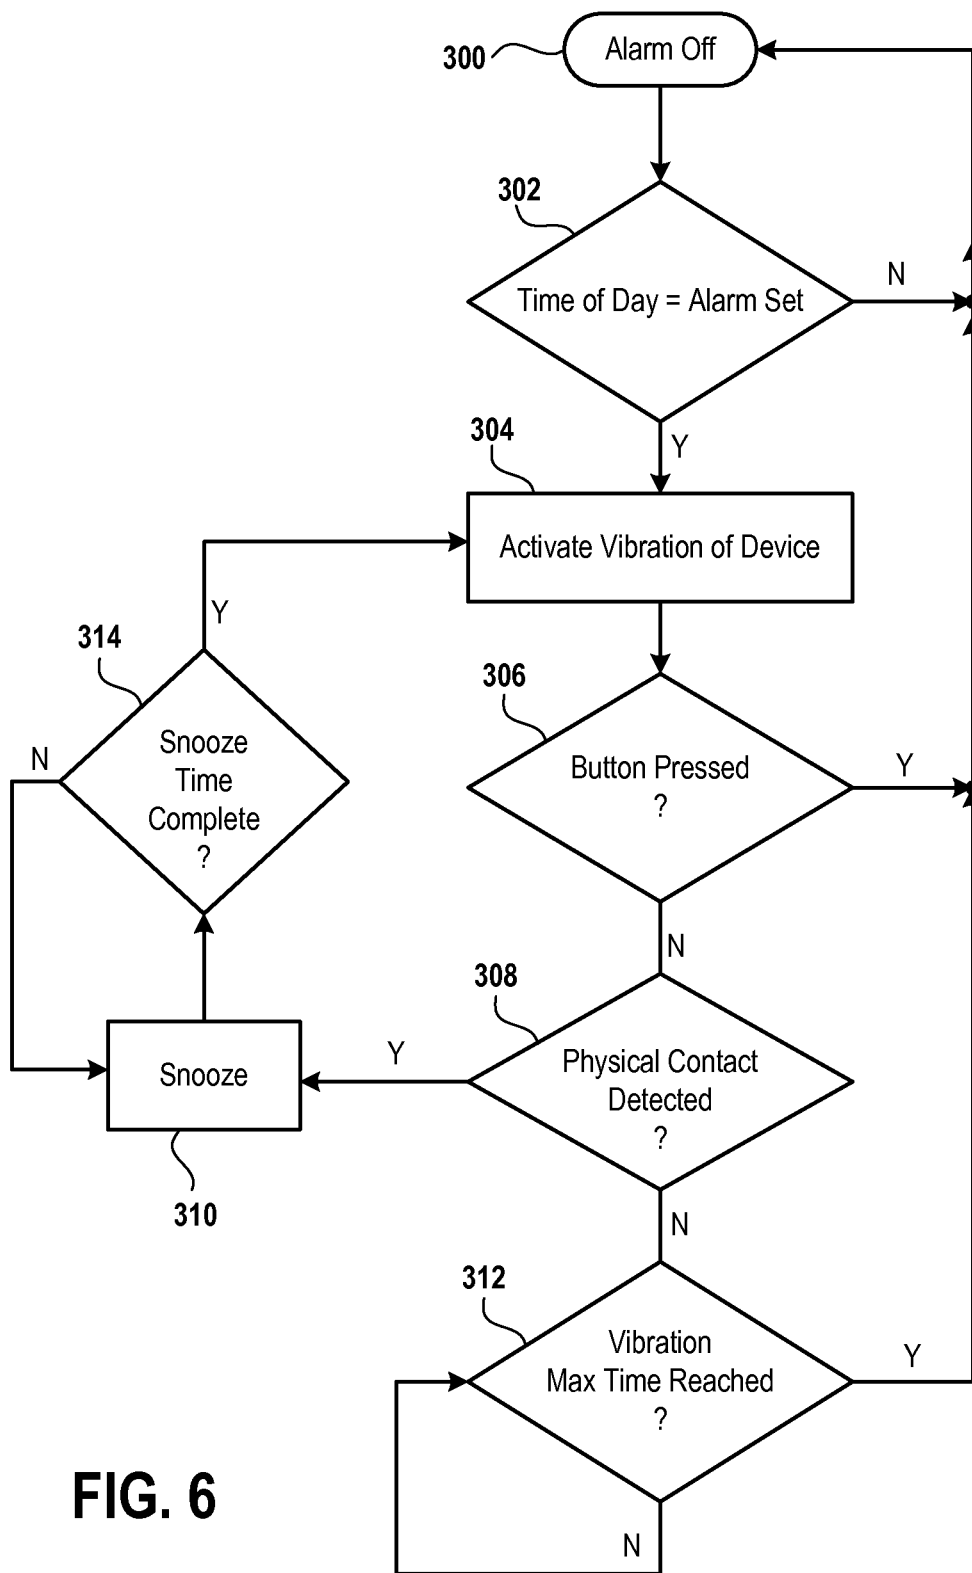 300
Alarm Off
302
Time of Day = Alarm Set
N
Y
304
Activate Vibration of Device
Y
314
Snooze
Time
Complete
?
N
306
Button Pressed
?
Y
N
308
Physical Contact
Detected
?
Y
Snooze
310
N
312
Vibration
Max Time Reached
?
Y
N
FIG. 6